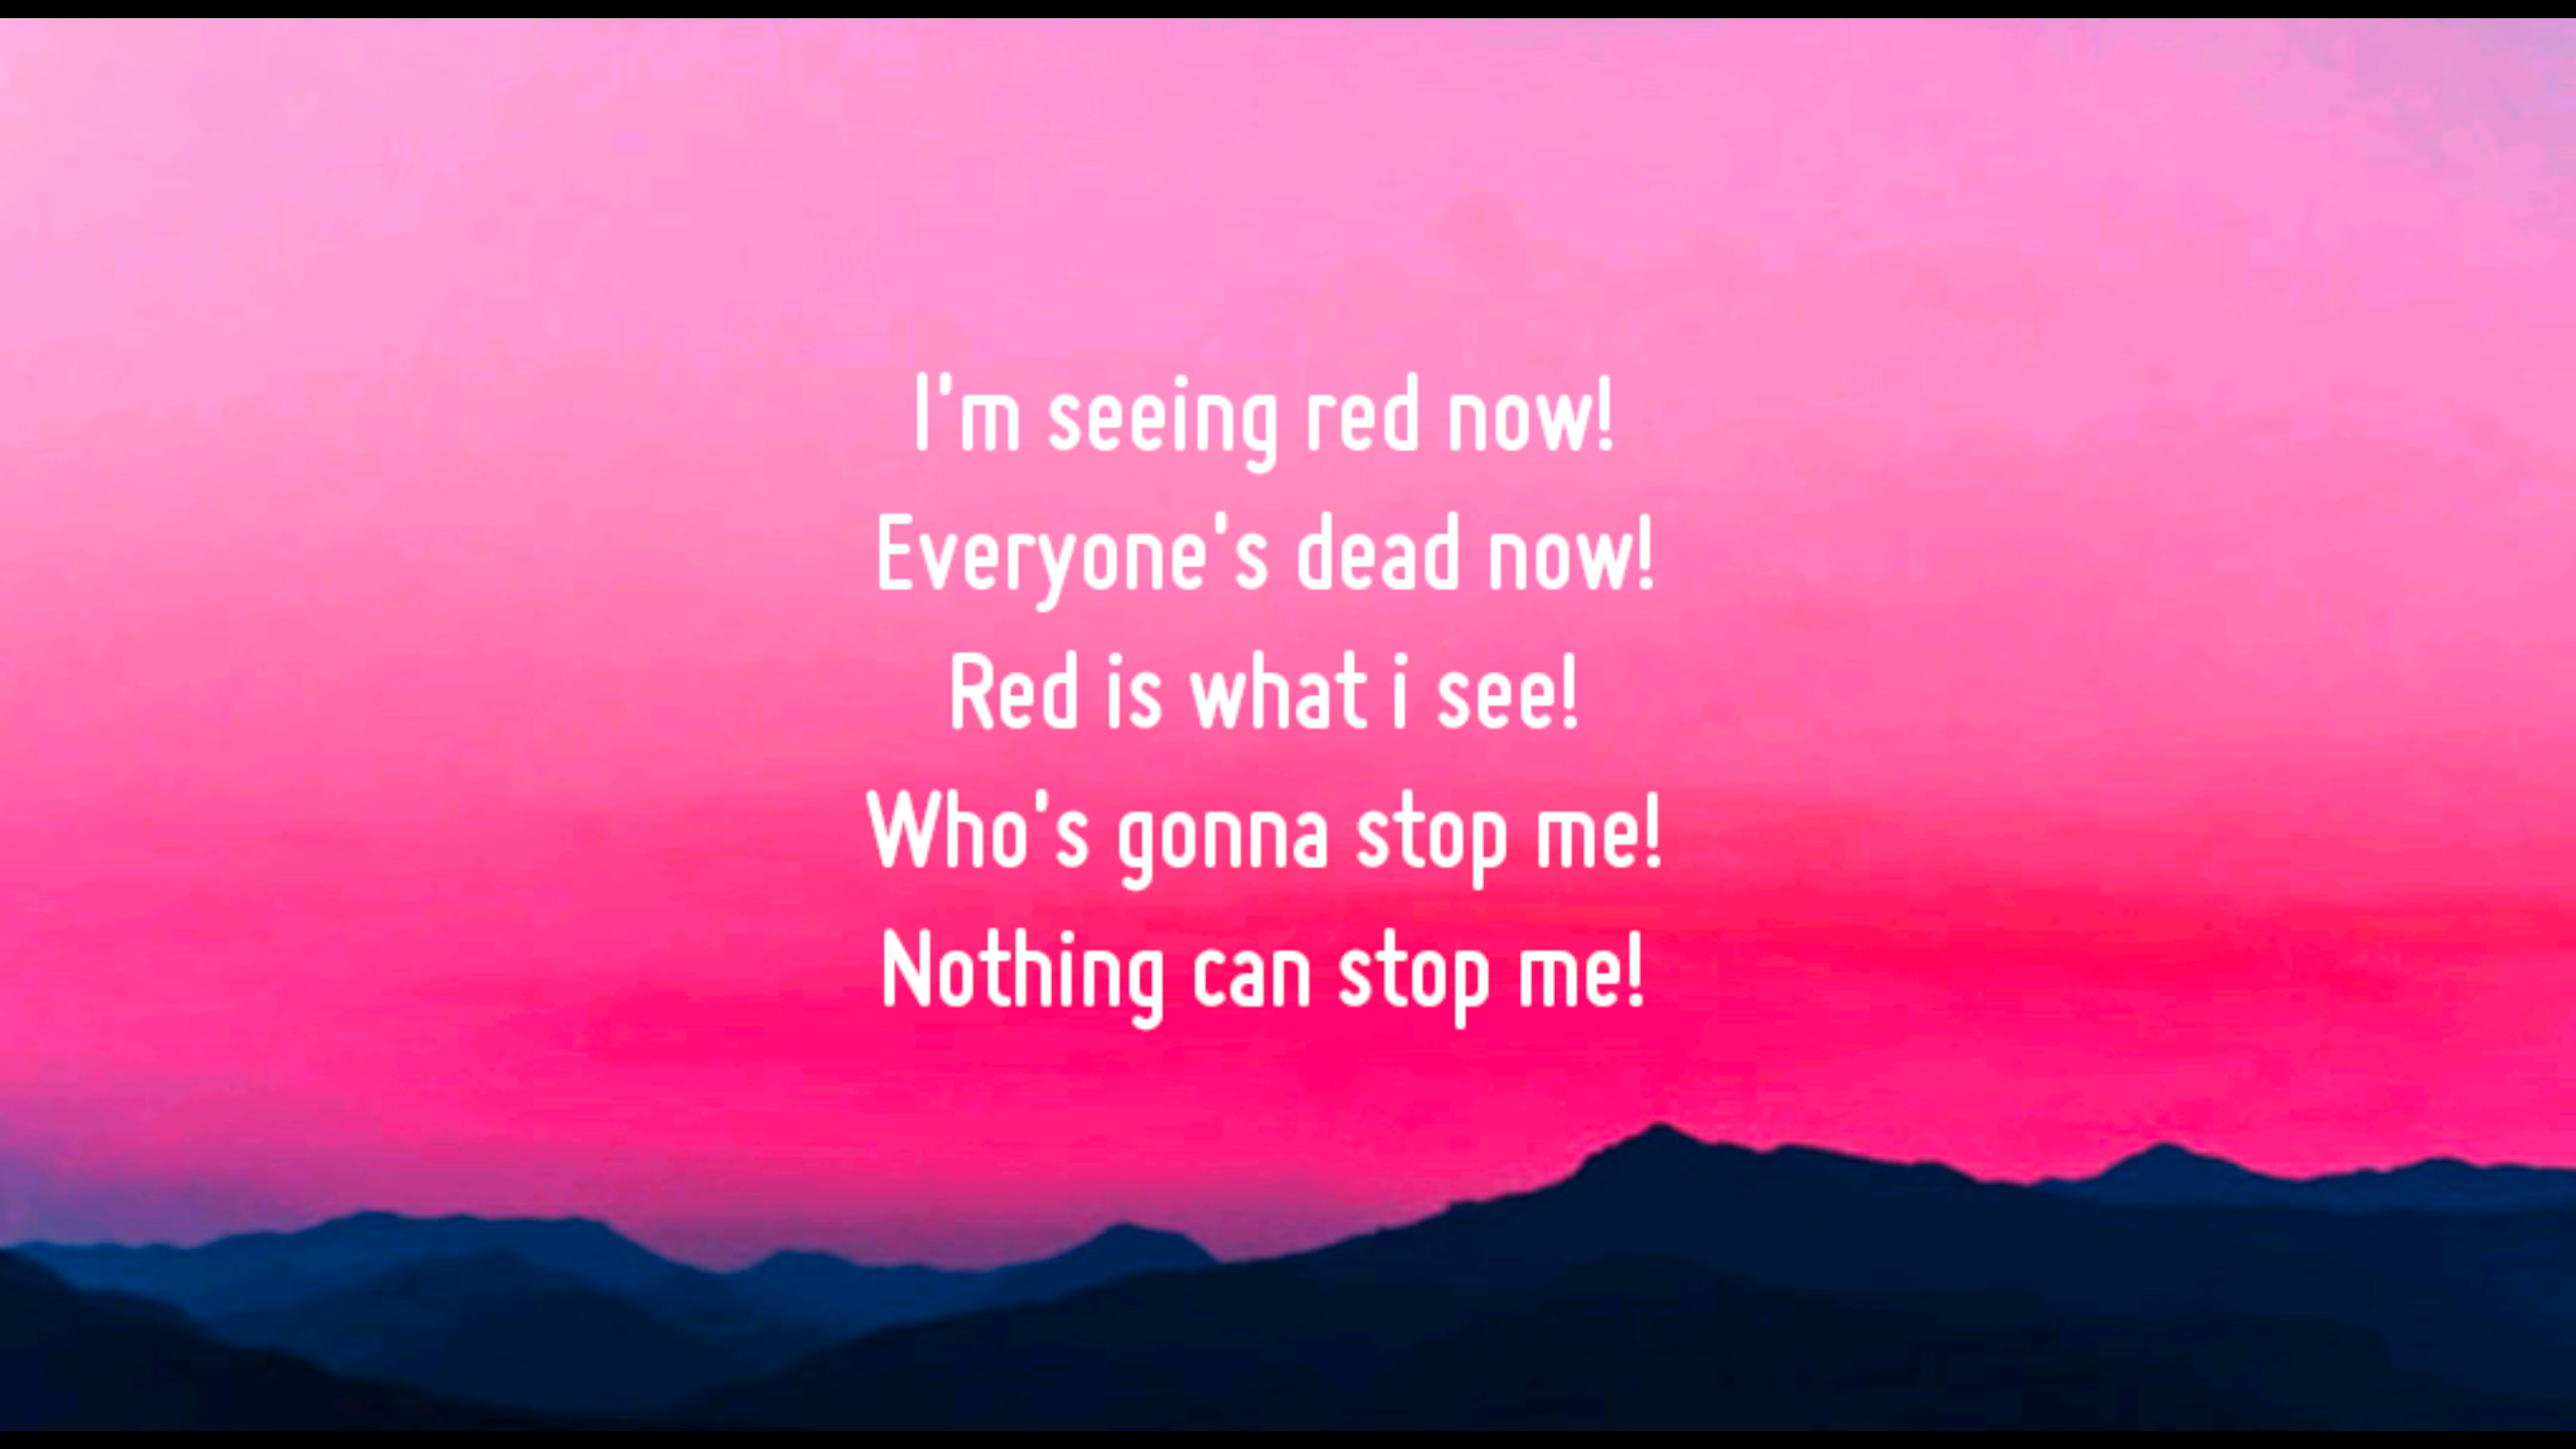 I'm seeing red now!
Everyone's dead now!
Red is what i see!
Who's gonna stop me!
Nothing can stop me!